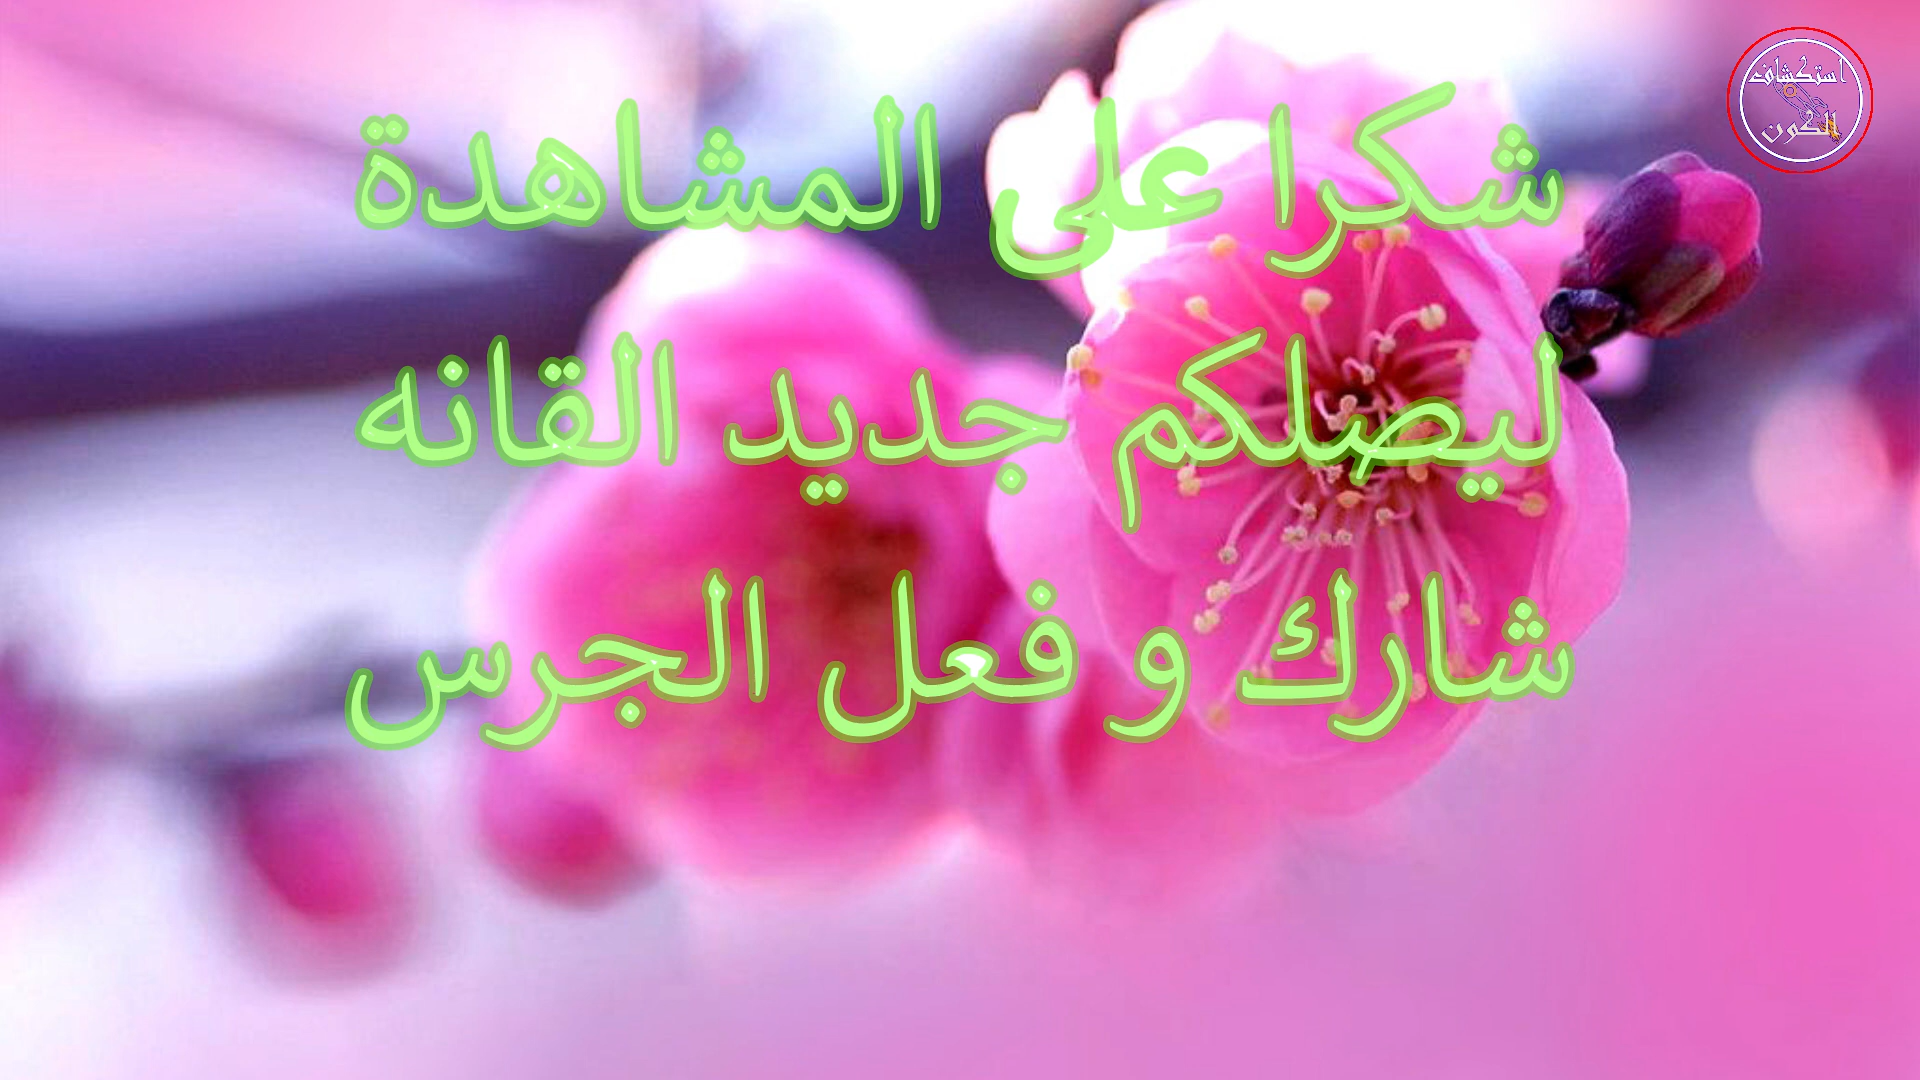 استكشاف
الكون
شكرا على المشاهدة
ليصلكم جديد القانه
شارك و فعل الجرس